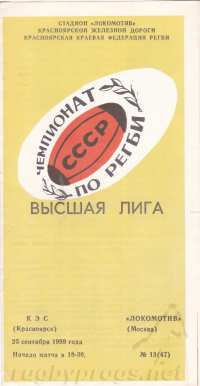 СТАДИОН «ЛОКОМОТИВ»
КРАСНОЯРСКОЙ ЖЕЛЕЗНОЙ ДОРОГИ
КРАСНОЯРСКАЯ КРАЕВАЯ ФЕДЕРАЦИЯ РЕГБИ
ЧЕМПИОНАТ
СССР
ПО РЕГБИ
ВЫСШАЯ ЛИГА
КЭС «ЛОКОМОТИВ»
(Красноярск) (Москва)
25 сентября 1989 года
Начало матча в 18-30. № 13(47)
rugbyprogs.net